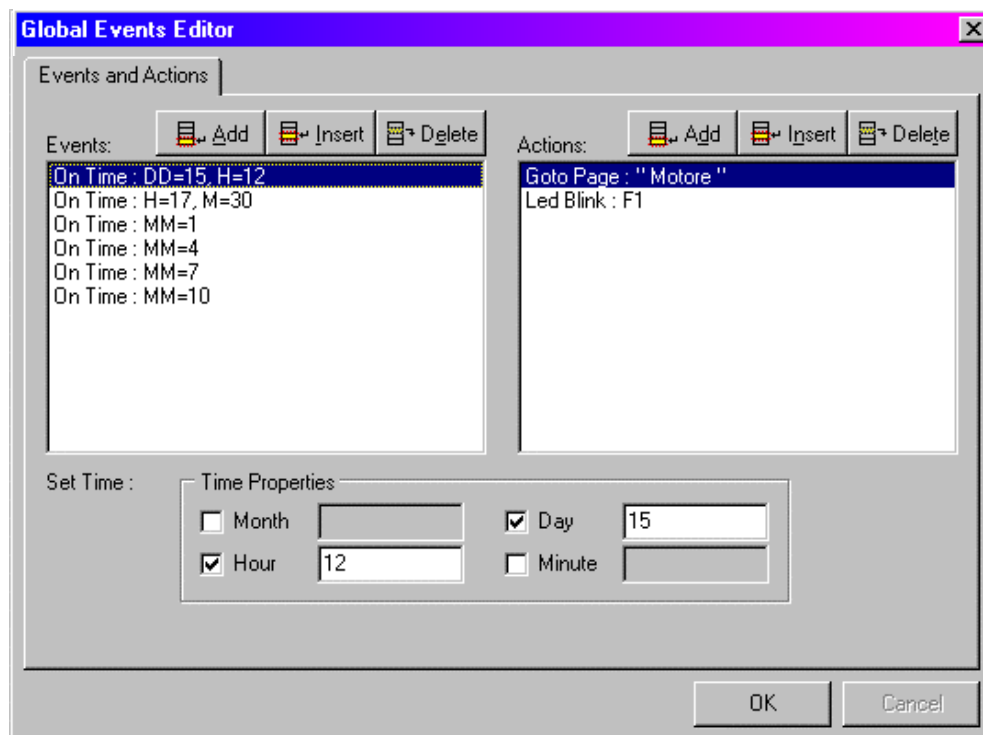 Global Events Editor
Events and Actions
Events:
Add
Insert
Delete
On Time : DD=15, H=12
On Time : H=17, M=30
On Time : MM=1
On Time : MM=4
On Time : MM=7
On Time : MM=10
Actions:
Add
Insert
Delete
Goto Page : " Motore "
Led Blink : F1
Set Time :
Time Properties
Month
Day
15
Hour
12
Minute
OK
Cancel